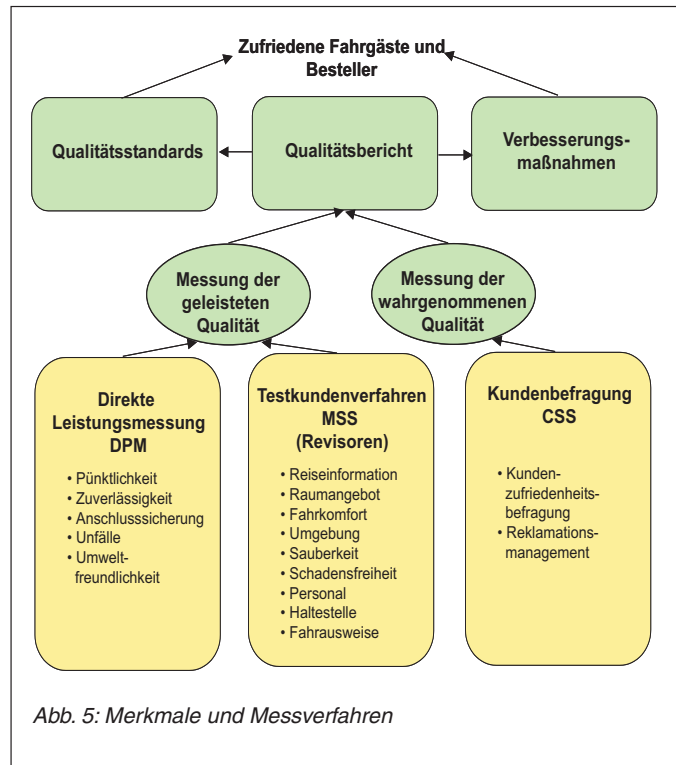 Zufriedene Fahrgäste und
Besteller
Qualitätsstandards
Qualitätsbericht
Verbesserungs-
maßnahmen
Messung der
geleisteten
Qualität
Messung der
wahrgenommenen
Qualität
Direkte
Leistungsmessung
DPM
• Pünktlichkeit
• Zuverlässigkeit
• Anschlusssicherung
• Unfälle
• Umwelt-
freundlichkeit
Testkundenverfahren
MSS
(Revisoren)
• Reiseinformation
• Raumangebot
• Fahrkomfort
• Umgebung
• Sauberkeit
• Schadensfreiheit
• Personal
• Haltestelle
• Fahrausweise
Kundenbefragung
CSS
• Kunden-
zufriedenheits-
befragung
• Reklamations-
management
Abb. 5: Merkmale und Messverfahren